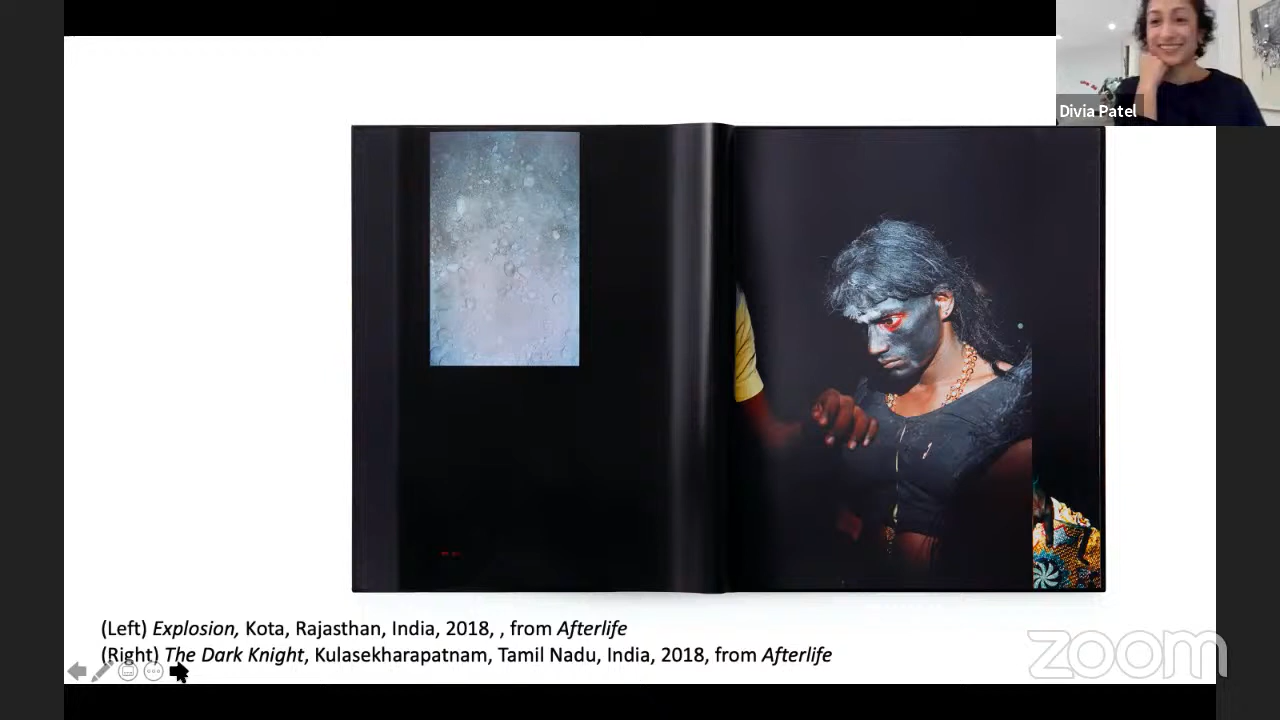 Divia Patel
(Left) Explosion, Kota, Rajasthan, India, 2018, , from Afterlife
(Right) The Dark Knight, Kulasekharapatnam, Tamil Nadu, India, 2018, from Afterlife
zoom